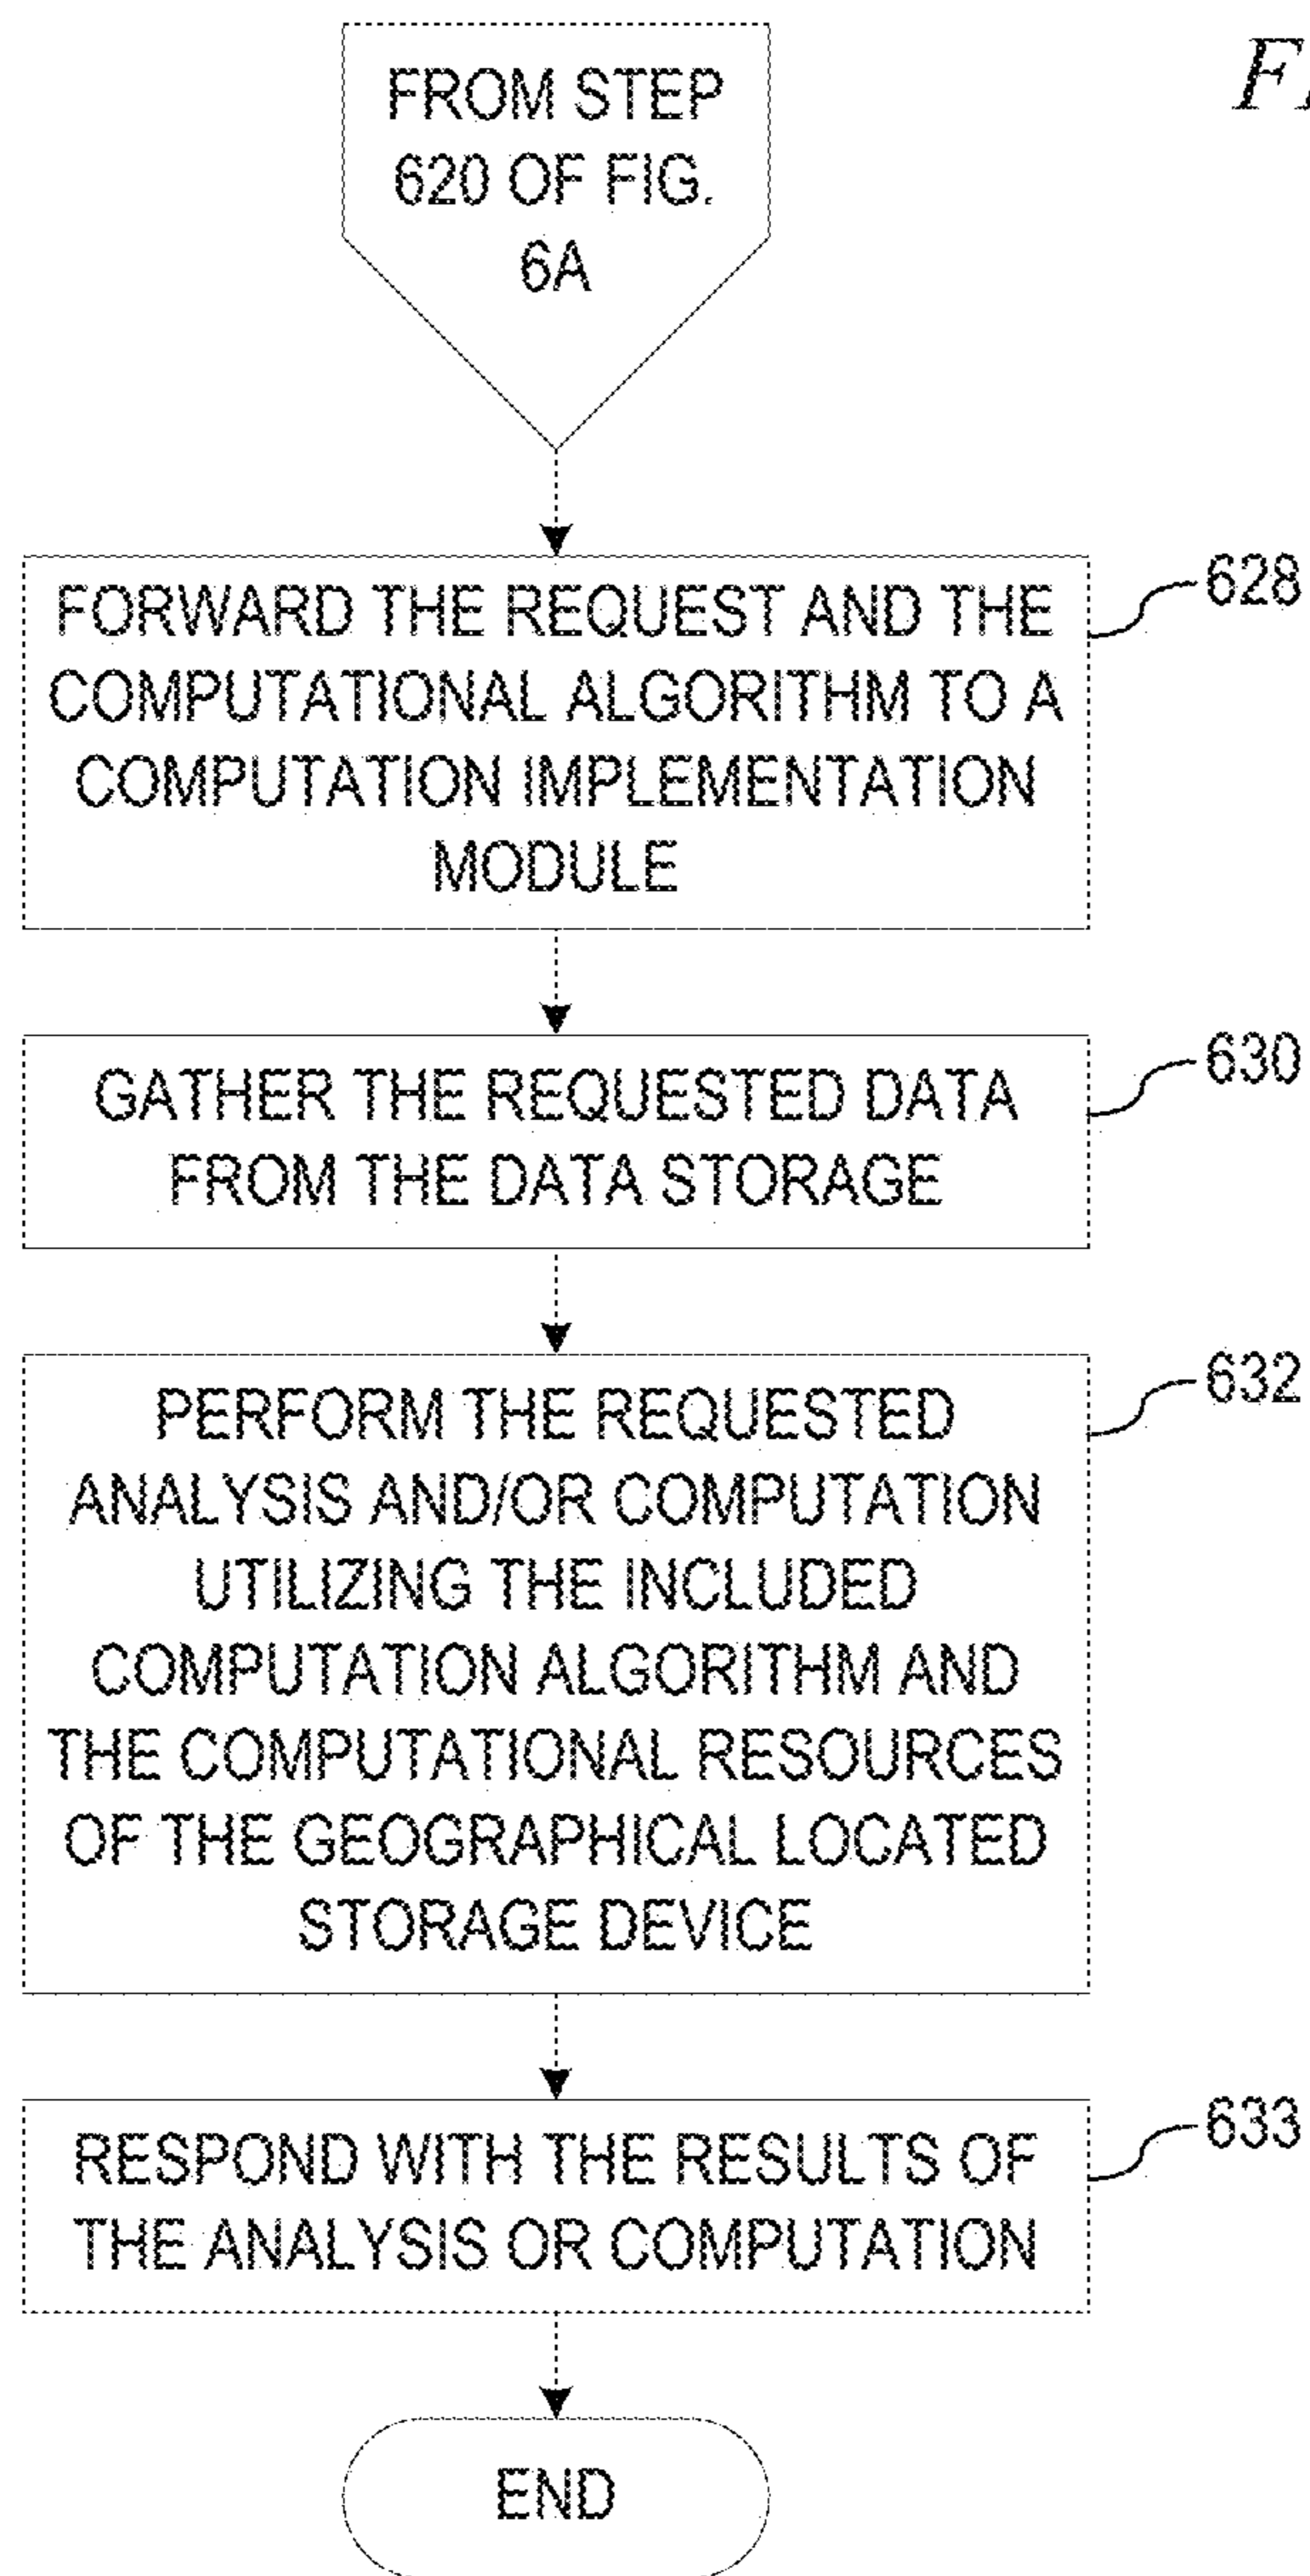 FROM STEP
620 OF FIG.
6A
FORWARD THE REQUEST AND THE
COMPUTATIONAL ALGORITHM TO A
COMPUTATION IMPLEMENTATION
MODULE
628
GATHER THE REQUESTED DATA
FROM THE DATA STORAGE
630
PERFORM THE REQUESTED
ANALYSIS AND/OR COMPUTATION
UTILIZING THE INCLUDED
COMPUTATION ALGORITHM AND
THE COMPUTATIONAL RESOURCES
OF THE GEOGRAPHICAL LOCATED
STORAGE DEVICE
632
RESPOND WITH THE RESULTS OF
THE ANALYSIS OR COMPUTATION
633
END